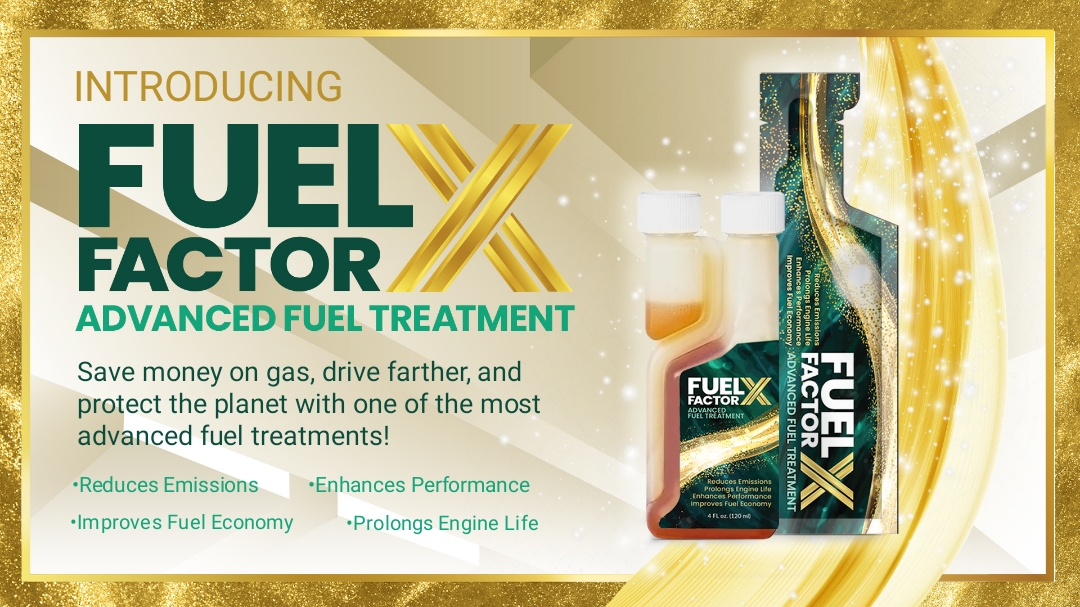 INTRODUCING
FUEL X
FACTOR
ADVANCED FUEL TREATMENT
Save money on gas, drive farther, and
protect the planet with one of the most
advanced fuel treatments!
•Reduces Emissions •Enhances Performance
•Improves Fuel Economy •Prolongs Engine Life
FUEL X
FACTOR
ADVANCED
FUEL TREATMENT
Reduces Emissions
Prolongs Engine Life
Enhances Performance
Improves Fuel Economy
4 FL oz. (120 ml)
Reduces Emissions
Prolongs Engine Life
Enhances Performance
Improves Fuel Economy
FUEL X
FACTOR
ADVANCED FUEL TREATMENT